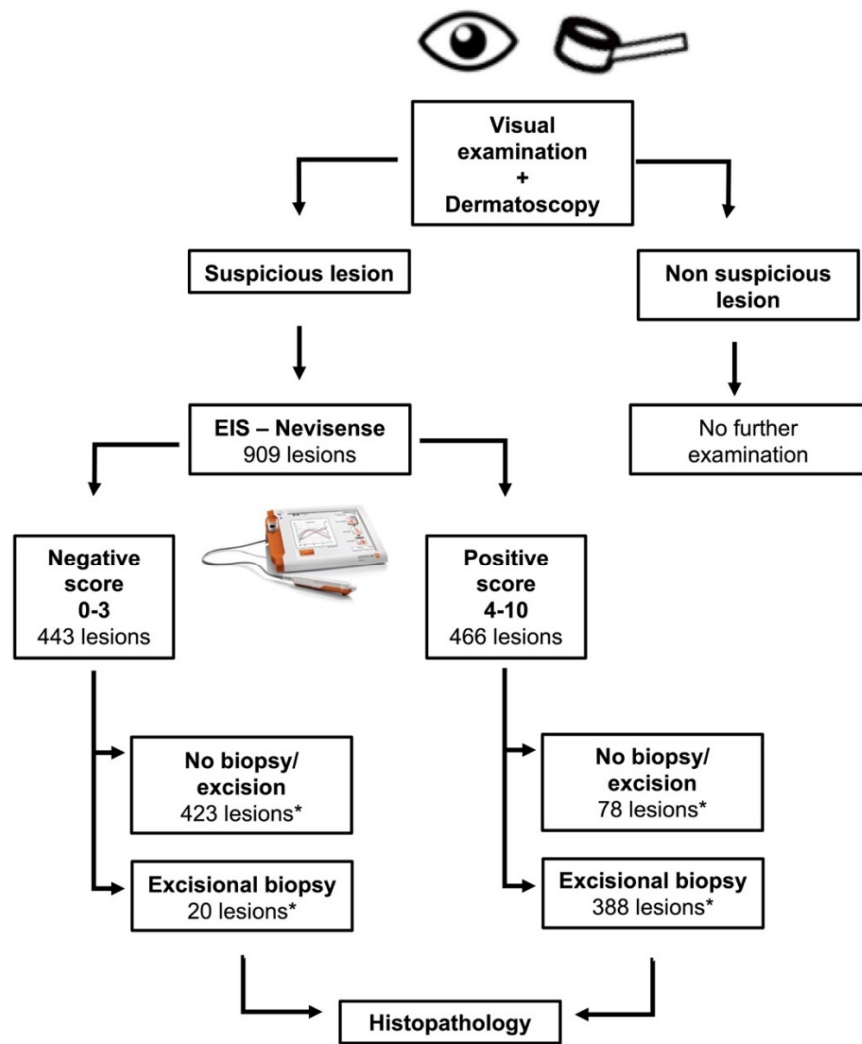 Visual
examination
+
Dermatoscopy
Suspicious lesion
Non suspicious
lesion
EIS – Nevisense
909 lesions
No further
examination
Negative
score
0-3
443 lesions
Positive
score
4-10
466 lesions
No biopsy/
excision
423 lesions*
No biopsy/
excision
78 lesions*
Excisional biopsy
20 lesions*
Excisional biopsy
388 lesions*
Histopathology